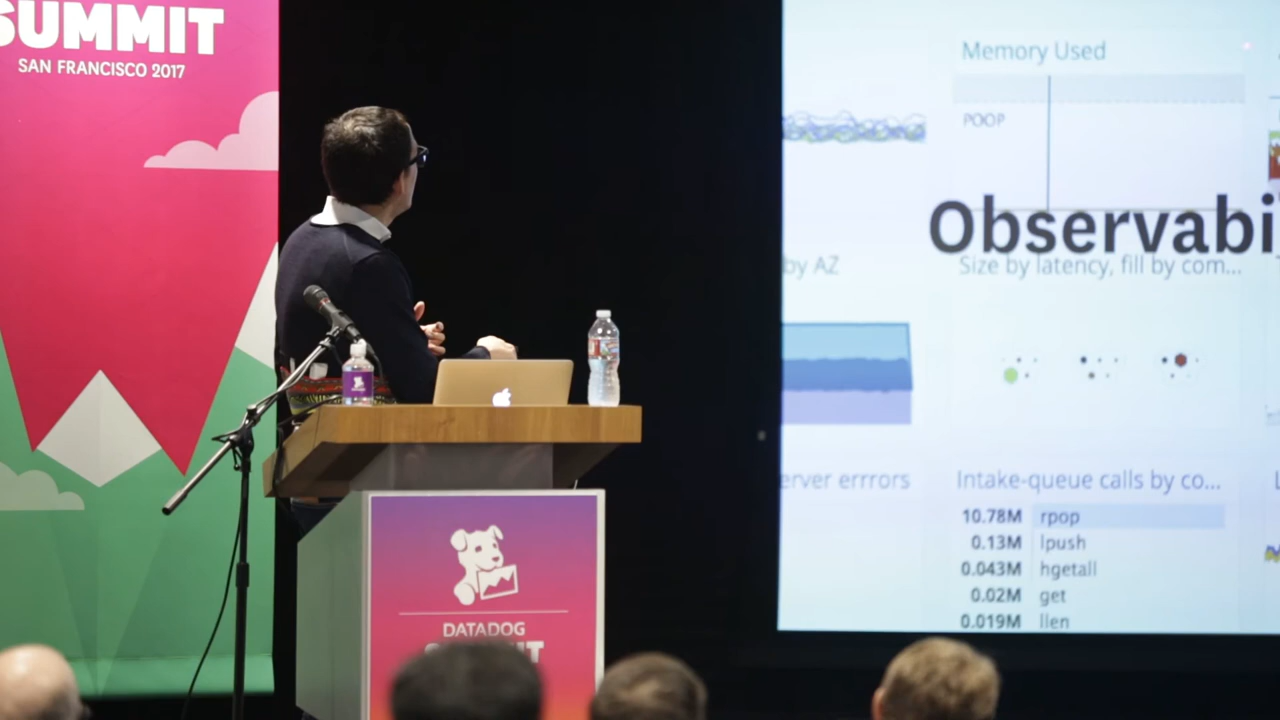 SUMMIT
SAN FRANCISCO 2017
DATADOG
Memory Used
POOP
Observabi
by AZ
Size by latency, fill by com...
erver errrors
Intake-queue calls by co...
10.78M rpop
0.13M lpush
0.043M hgetall
0.02M get
0.019M llen